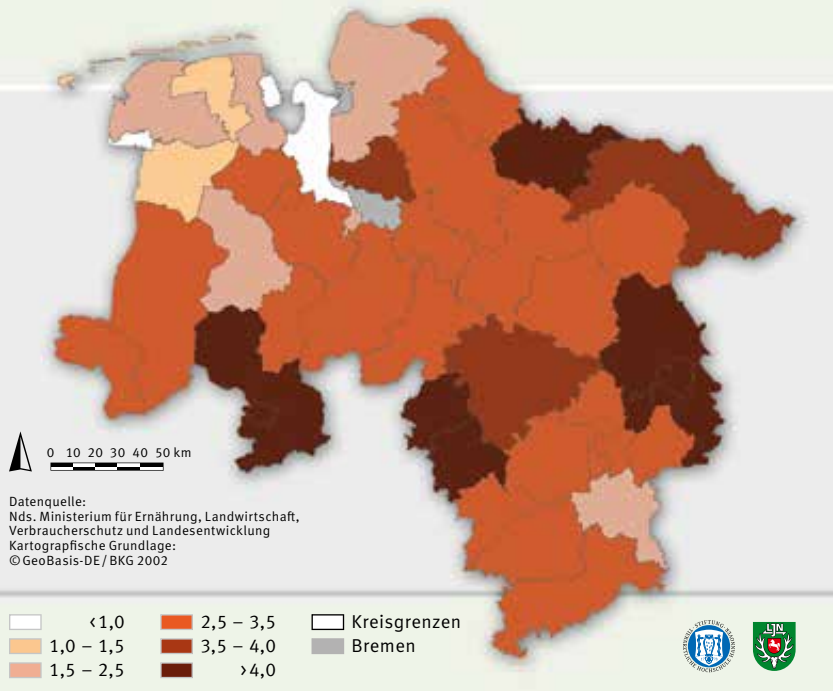 0 10 20 30 40 50 km
Datenquelle:
Nds. Ministerium für Ernährung, Landwirtschaft,
Verbraucherschutz und Landesentwicklung
Kartografische Grundlage:
© GeoBasis-DE / BKG 2002
<1,0
1,0 – 1,5
1,5 – 2,5
2,5 – 3,5
3,5 – 4,0
>4,0
Kreisgrenzen
Bremen
STIFTUNG
HOCHSCHULE
LJN